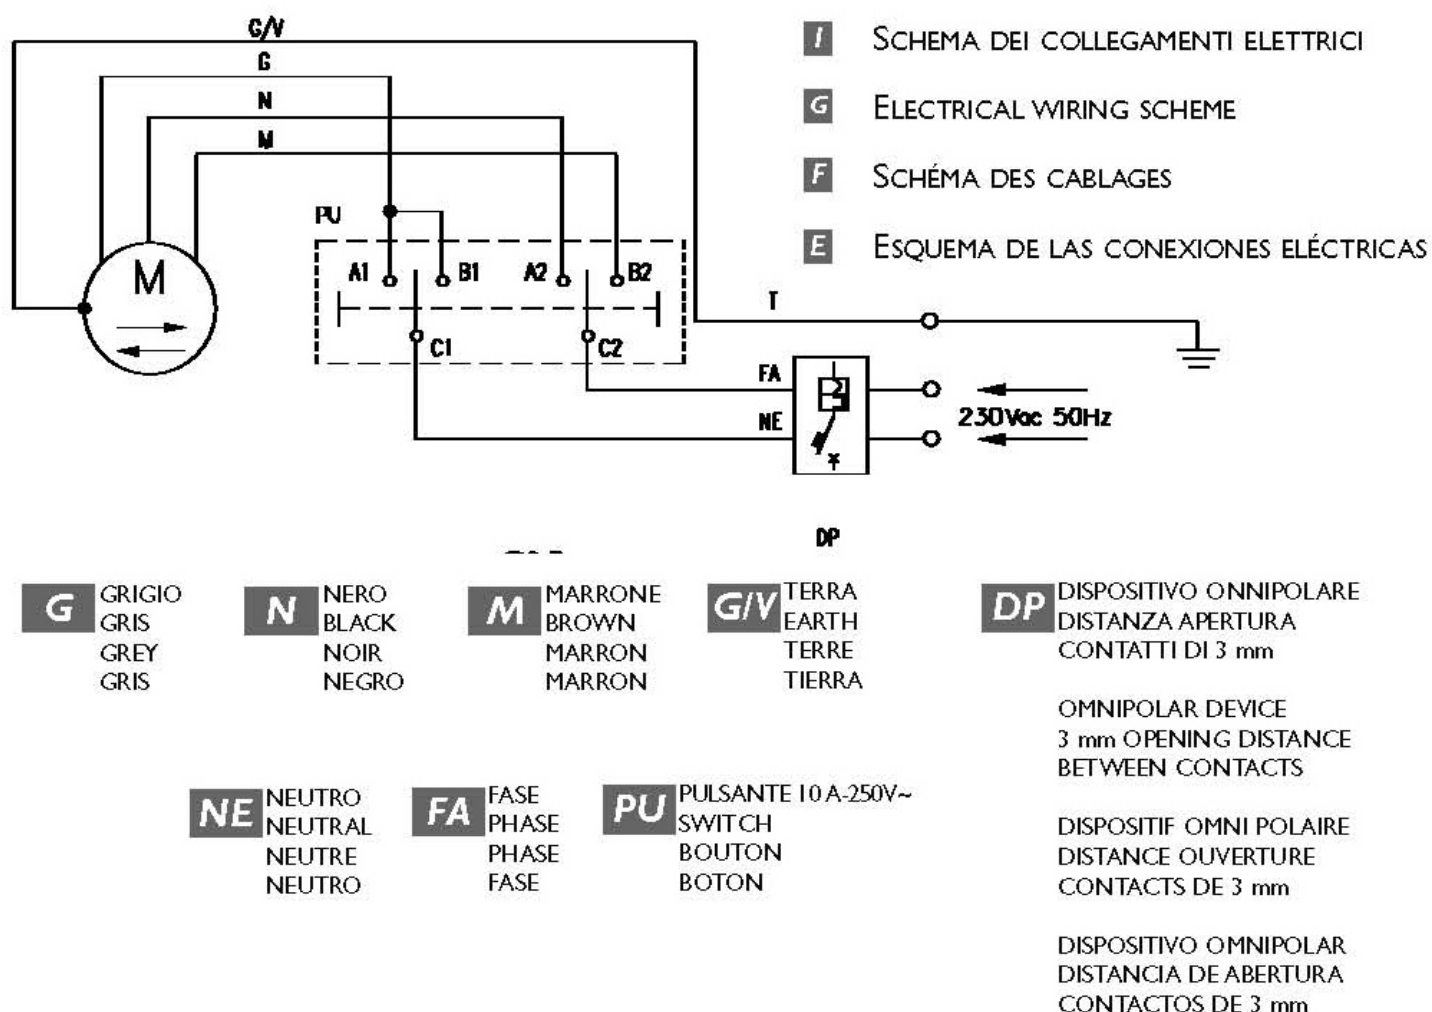 G/V
G
N
M
PU
A1
B1
A2
B2
C1
C2
M
T
FA
NE
230Vac 50Hz
DP
I SCHEMA DEI COLLEGAMENTI ELETTRICI
G ELECTRICAL WIRING SCHEME
F SCHÉMA DES CABLAGES
E ESQUEMA DE LAS CONEXIONES ELÉCTRICAS
G GRIGIO
GRIS
GREY
GRIS
N NERO
BLACK
NOIR
NEGRO
M MARRONE
BROWN
MARRON
MARRON
G/V TERRA
EARTH
TERRE
TIERRA
DP DISPOSITIVO ONNIPOLARE
DISTANZA APERTURA
CONTATTI DI 3 mm
OMNIPOLAR DEVICE
3 mm OPENING DISTANCE
BETWEEN CONTACTS
DISPOSITIF OMNI POLAIRE
DISTANCE OUVERTURE
CONTACTS DE 3 mm
DISPOSITIVO OMNIPOLAR
DISTANCIA DE ABERTURA
CONTACTOS DE 3 mm
NE NEUTRO
NEUTRAL
NEUTRE
NEUTRO
FA FASE
PHASE
PHASE
FASE
PU PULSANTE 10 A-250V~
SWITCH
BOUTON
BOTON